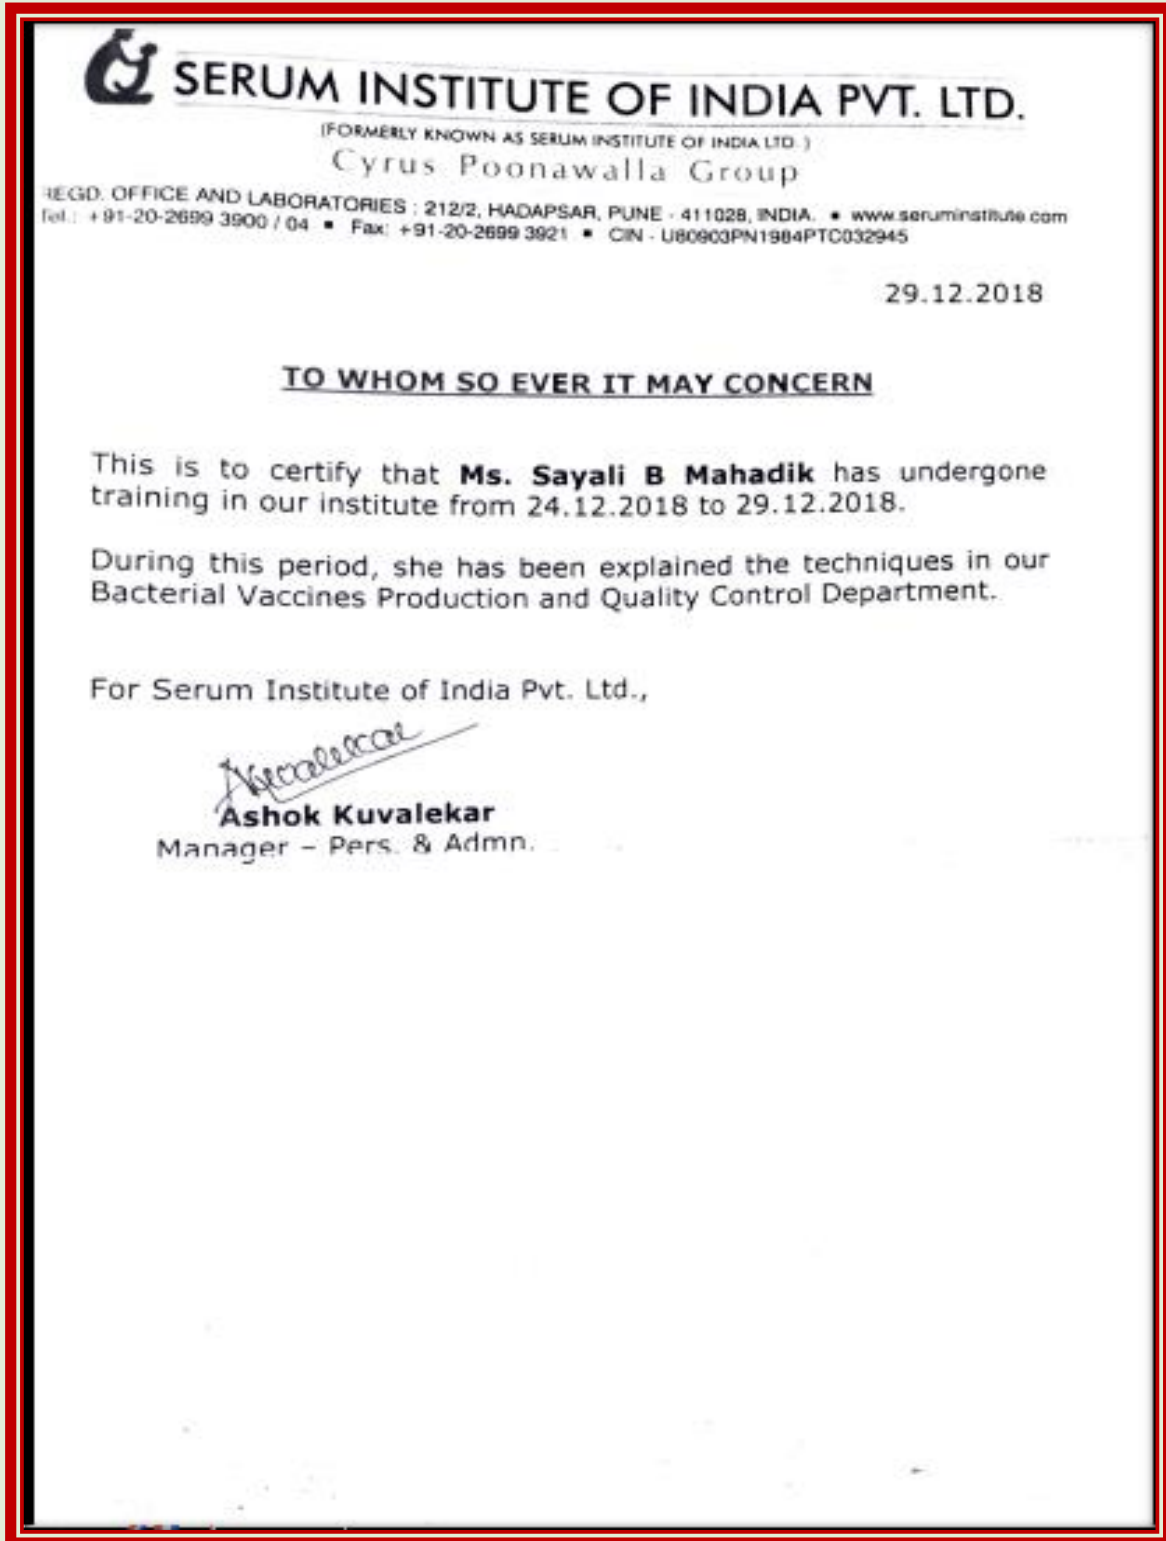 SERUM INSTITUTE OF INDIA PVT. LTD.
(FORMERLY KNOWN AS SERUM INSTITUTE OF INDIA LTD.)
Cyrus Poonawalla Group
REGD. OFFICE AND LABORATORIES : 212/2, HADAPSAR, PUNE - 411028, INDIA. • www.seruminstitute.com
Tel.: +91-20-2699 3900 / 04 ▪ Fax: +91-20-2699 3921 ▪ CIN - U80903PN1984PTC032945
29.12.2018
TO WHOM SO EVER IT MAY CONCERN
This is to certify that Ms. Sayali B Mahadik has undergone
training in our institute from 24.12.2018 to 29.12.2018.
During this period, she has been explained the techniques in our
Bacterial Vaccines Production and Quality Control Department.
For Serum Institute of India Pvt. Ltd.,
AKuvalekar
Ashok Kuvalekar
Manager – Pers. & Admn.